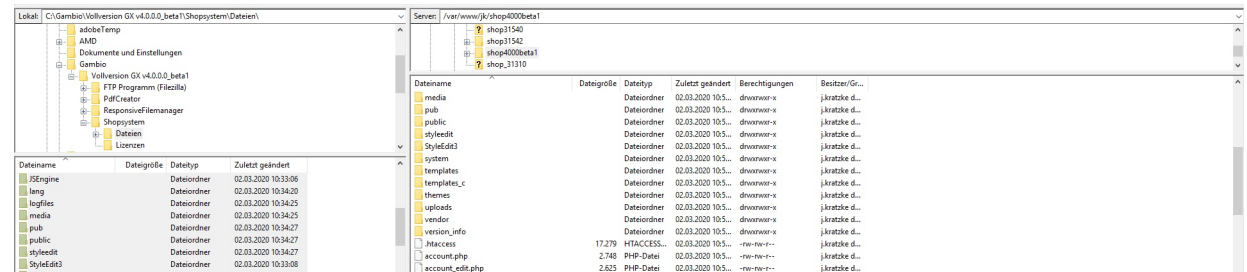 Lokal: C:\Gambio\Vollversion GX v4.0.0.0_beta1\Shopsystem\Dateien\
adobeTemp
AMD
Dokumente und Einstellungen
Gambio
Vollversion GX v4.0.0.0_beta1
FTP Programm (Filezilla)
PdfCreator
ResponsiveFilemanager
Shopsystem
Dateien
Lizenzen
Dateiname Dateigröße Dateityp Zuletzt geändert
JSEngine Dateiordner 02.03.2020 10:33:06
lang Dateiordner 02.03.2020 10:34:20
logfiles Dateiordner 02.03.2020 10:34:25
media Dateiordner 02.03.2020 10:34:25
pub Dateiordner 02.03.2020 10:34:27
public Dateiordner 02.03.2020 10:34:27
styleedit Dateiordner 02.03.2020 10:34:27
StyleEdit3 Dateiordner 02.03.2020 10:33:08
Server: /var/www/jk/shop4000beta1
? shop31540
shop31542
shop4000beta1
? shop_31310
Dateiname Dateigröße Dateityp Zuletzt geändert Berechtigungen Besitzer/Gr...
media Dateiordner 02.03.2020 10:5... drwxrwxr-x j.kratzke d...
pub Dateiordner 02.03.2020 10:5... drwxrwxr-x j.kratzke d...
public Dateiordner 02.03.2020 10:5... drwxrwxr-x j.kratzke d...
styleedit Dateiordner 02.03.2020 10:5... drwxrwxr-x j.kratzke d...
StyleEdit3 Dateiordner 02.03.2020 10:5... drwxrwxr-x j.kratzke d...
system Dateiordner 02.03.2020 10:5... drwxrwxr-x j.kratzke d...
templates Dateiordner 02.03.2020 10:5... drwxrwxr-x j.kratzke d...
templates_c Dateiordner 02.03.2020 10:5... drwxrwxr-x j.kratzke d...
themes Dateiordner 02.03.2020 10:5... drwxrwxr-x j.kratzke d...
uploads Dateiordner 02.03.2020 10:5... drwxrwxr-x j.kratzke d...
vendor Dateiordner 02.03.2020 10:5... drwxrwxr-x j.kratzke d...
version_info Dateiordner 02.03.2020 10:5... drwxrwxr-x j.kratzke d...
.htaccess 17.279 HTACCESS... 02.03.2020 10:5... -rw-rw-r-- j.kratzke d...
account.php 2.748 PHP-Datei 02.03.2020 10:5... -rw-rw-r-- j.kratzke d...
account_edit.php 2.625 PHP-Datei 02.03.2020 10:5... -rw-rw-r-- j.kratzke d...